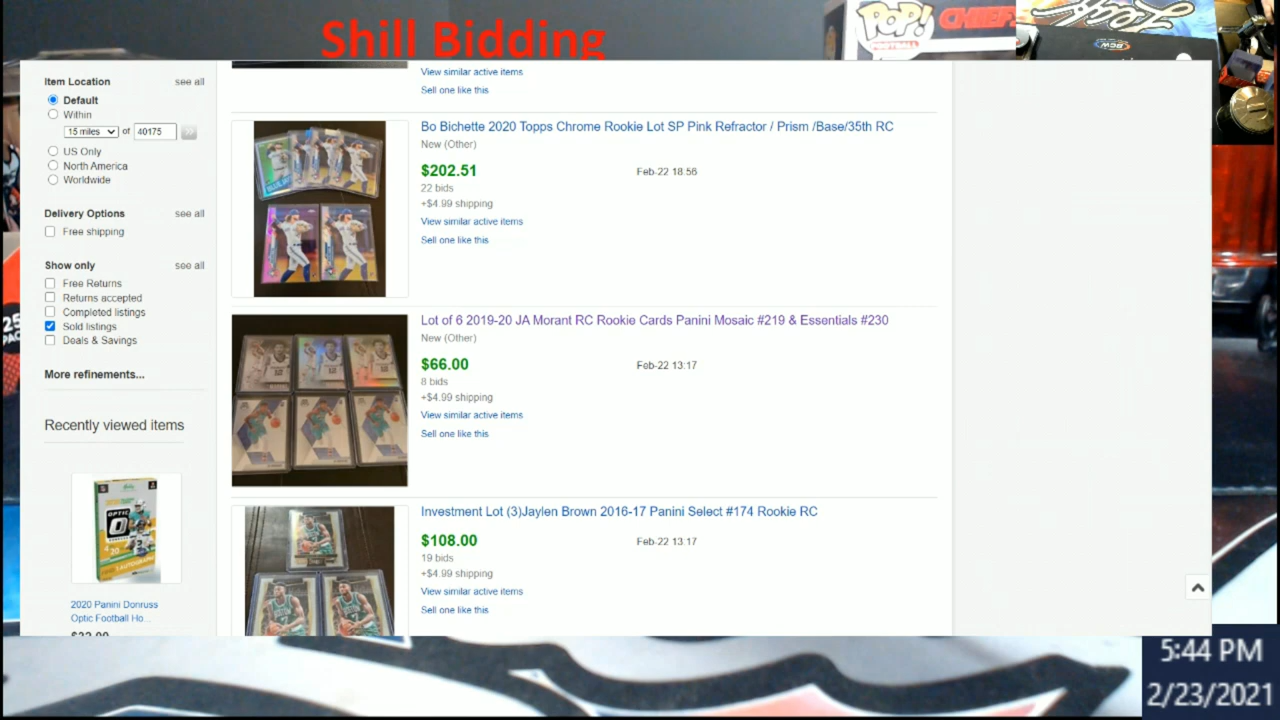 Shill Bidding
POP!
CHIEFS
Item Location see all
Default
Within
15 miles of 40175
US Only
North America
Worldwide
Delivery Options see all
Free shipping
Show only see all
Free Returns
Returns accepted
Completed listings
Sold listings
Deals & Savings
More refinements...
Recently viewed items
OPTIC
2020 Panini Donruss
Optic Football Ho...
$32.00
View similar active items
Sell one like this
Bo Bichette 2020 Topps Chrome Rookie Lot SP Pink Refractor / Prism /Base/35th RC
New (Other)
$202.51 Feb-22 18:56
22 bids
+$4.99 shipping
View similar active items
Sell one like this
Lot of 6 2019-20 JA Morant RC Rookie Cards Panini Mosaic #219 & Essentials #230
New (Other)
$66.00 Feb-22 13:17
8 bids
+$4.99 shipping
View similar active items
Sell one like this
Investment Lot (3)Jaylen Brown 2016-17 Panini Select #174 Rookie RC
$108.00 Feb-22 13:17
19 bids
+$4.99 shipping
View similar active items
Sell one like this
5:44 PM
2/23/2021